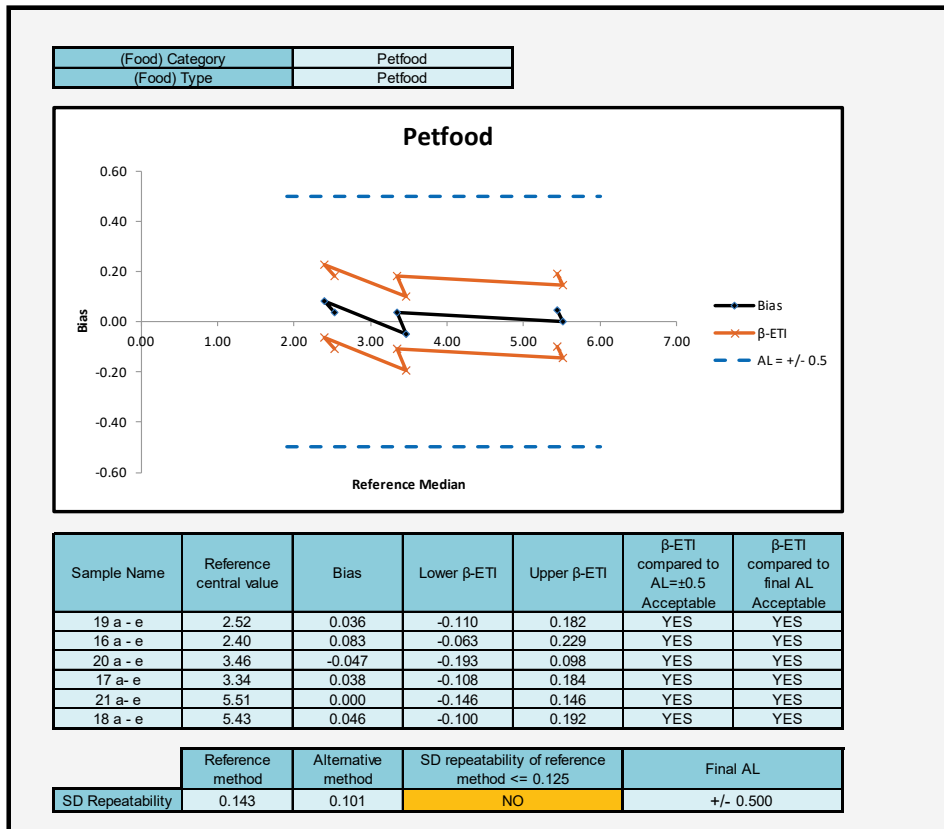 (Food) Category Petfood
(Food) Type Petfood
Petfood
0.60
0.40
0.20
0.00
-0.20
-0.40
-0.60
Bias
0.00 1.00 2.00 3.00 4.00 5.00 6.00 7.00
Reference Median
Bias
β-ETI
AL = +/- 0.5
Sample Name Reference central value Bias Lower β-ETI Upper β-ETI β-ETI compared to AL=±0.5 Acceptable β-ETI compared to final AL Acceptable
19 a - e 2.52 0.036 -0.110 0.182 YES YES
16 a - e 2.40 0.083 -0.063 0.229 YES YES
20 a - e 3.46 -0.047 -0.193 0.098 YES YES
17 a- e 3.34 0.038 -0.108 0.184 YES YES
21 a- e 5.51 0.000 -0.146 0.146 YES YES
18 a - e 5.43 0.046 -0.100 0.192 YES YES
Reference method Alternative method SD repeatability of reference method <= 0.125 Final AL
SD Repeatability 0.143 0.101 NO +/- 0.500